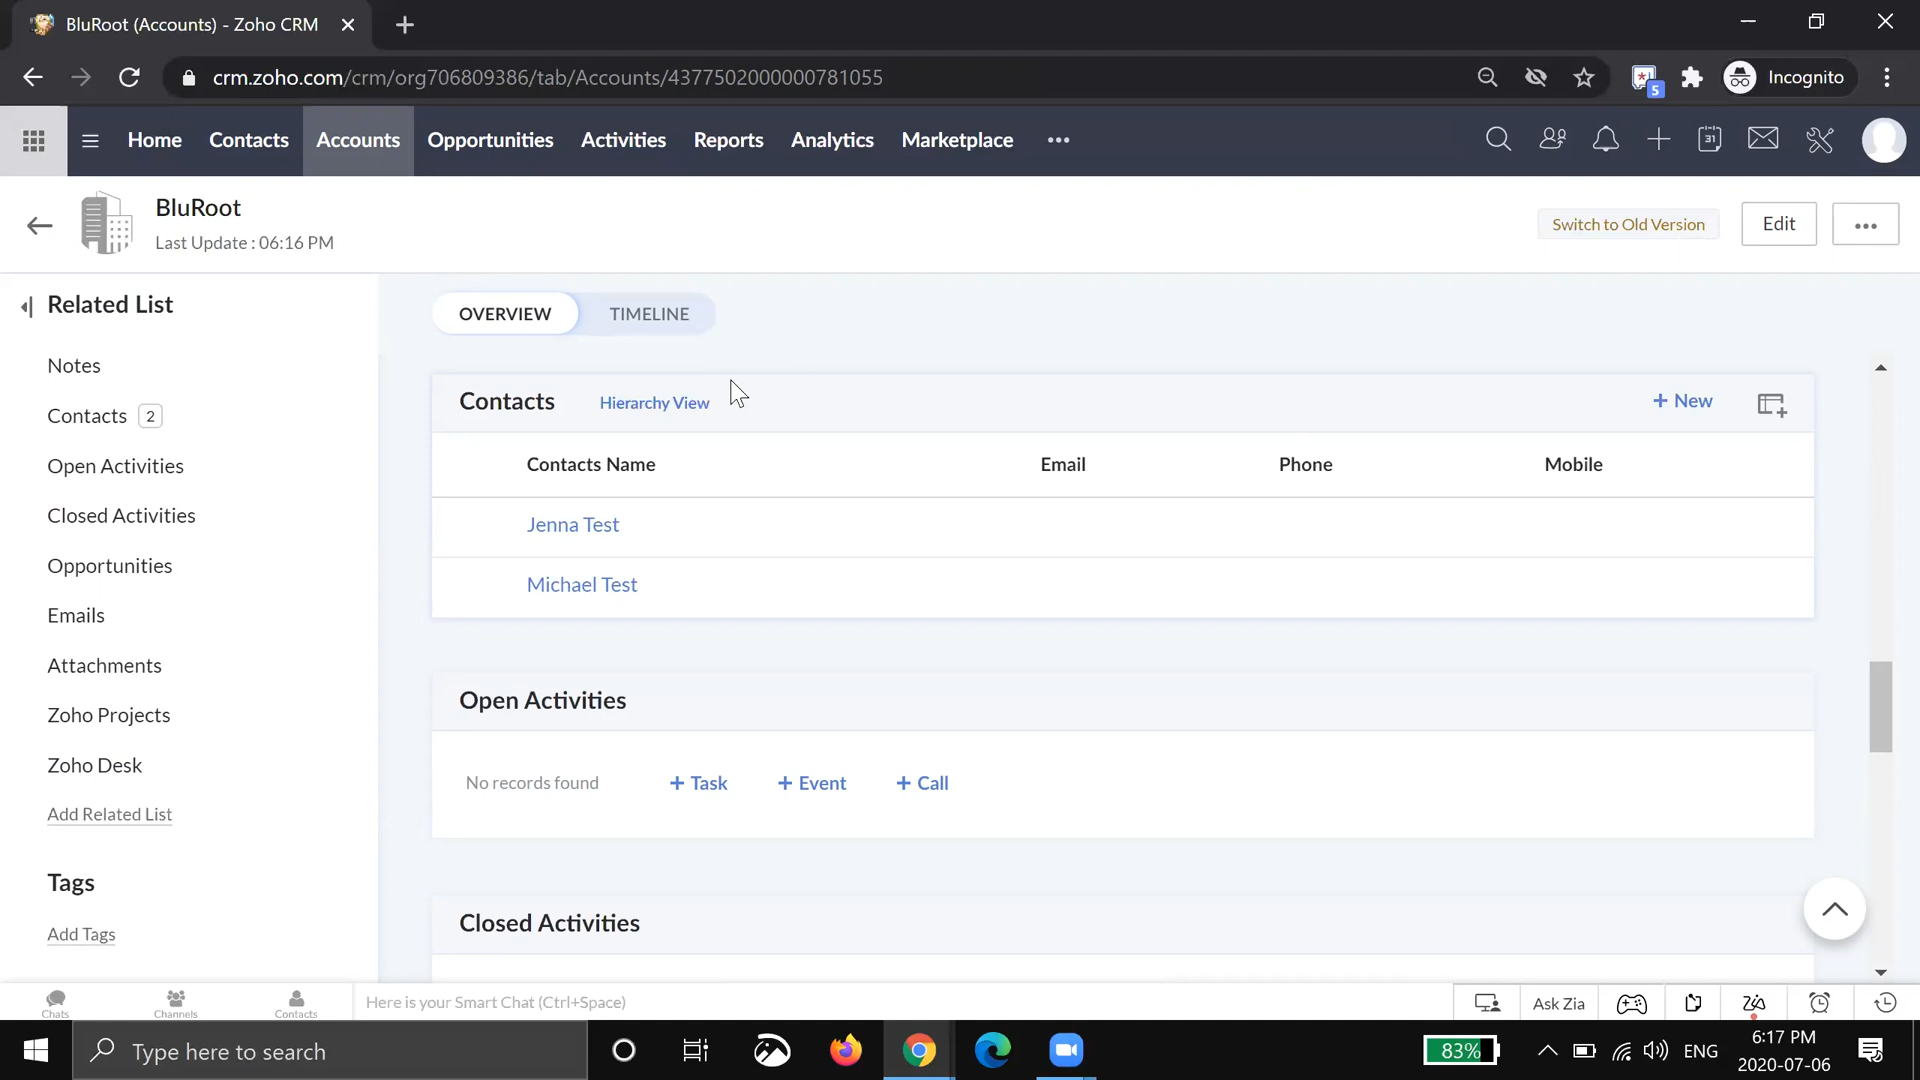 BluRoot (Accounts) - Zoho CRM
crm.zoho.com/crm/org706809386/tab/Accounts/4377502000000781055
5
Incognito
Home Contacts Accounts Opportunities Activities Reports Analytics Marketplace
31
BluRoot
Last Update : 06:16 PM
Switch to Old Version
Edit
Related List
Notes
Contacts 2
Open Activities
Closed Activities
Opportunities
Emails
Attachments
Zoho Projects
Zoho Desk
Add Related List
Tags
Add Tags
OVERVIEW TIMELINE
Contacts Hierarchy View + New
Contacts Name Email Phone Mobile
Jenna Test
Michael Test
Open Activities
No records found + Task + Event + Call
Closed Activities
Chats Channels Contacts
Here is your Smart Chat (Ctrl+Space)
Ask Zia
Type here to search
83%
ENG
6:17 PM
2020-07-06